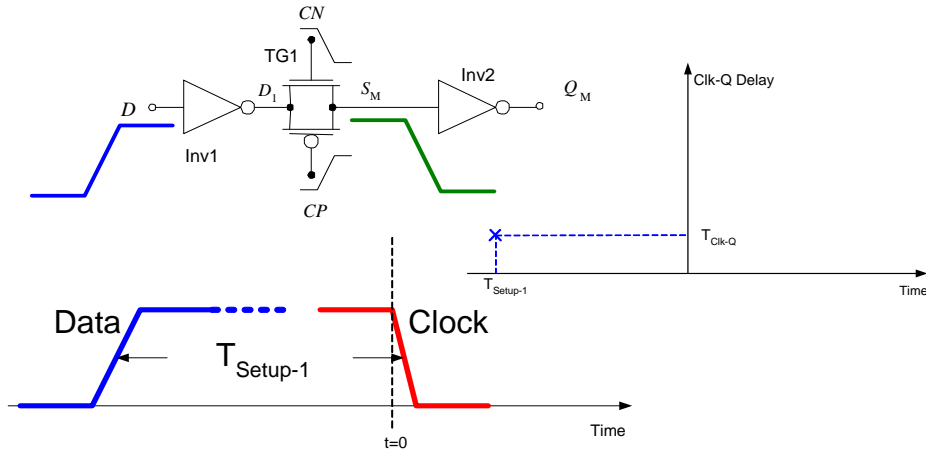 CN
TG1
Inv2
Clk-Q Delay
D
D1
SM
QM
Inv1
CP
TClk-Q
TSetup-1
Time
Data
Clock
TSetup-1
Time
t=0